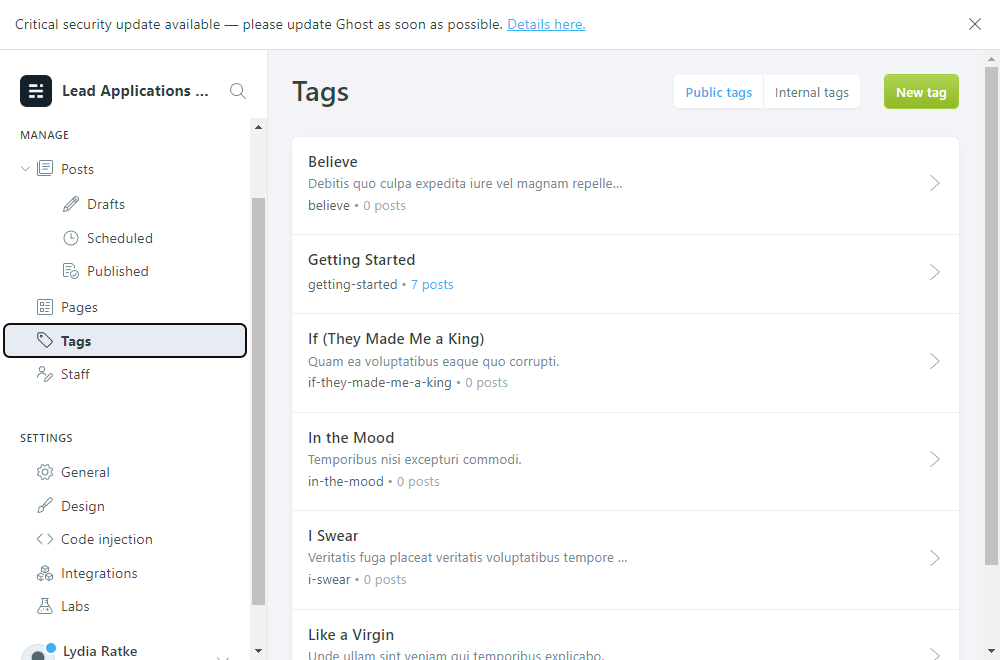 Critical security update available — please update Ghost as soon as possible. Details here.
Lead Applications ...
MANAGE
Posts
Drafts
Scheduled
Published
Pages
Tags
Staff
SETTINGS
General
Design
Code injection
Integrations
Labs
Lydia Ratke
Tags
Public tags
Internal tags
New tag
Believe
Debitis quo culpa expedita iure vel magnam repelle...
believe • 0 posts
Getting Started
getting-started • 7 posts
If (They Made Me a King)
Quam ea voluptatibus eaque quo corrupti.
if-they-made-me-a-king • 0 posts
In the Mood
Temporibus nisi excepturi commodi.
in-the-mood • 0 posts
I Swear
Veritatis fuga placeat veritatis voluptatibus tempore ...
i-swear • 0 posts
Like a Virgin
Unde ullam sint veniam qui temporibus explicabo.